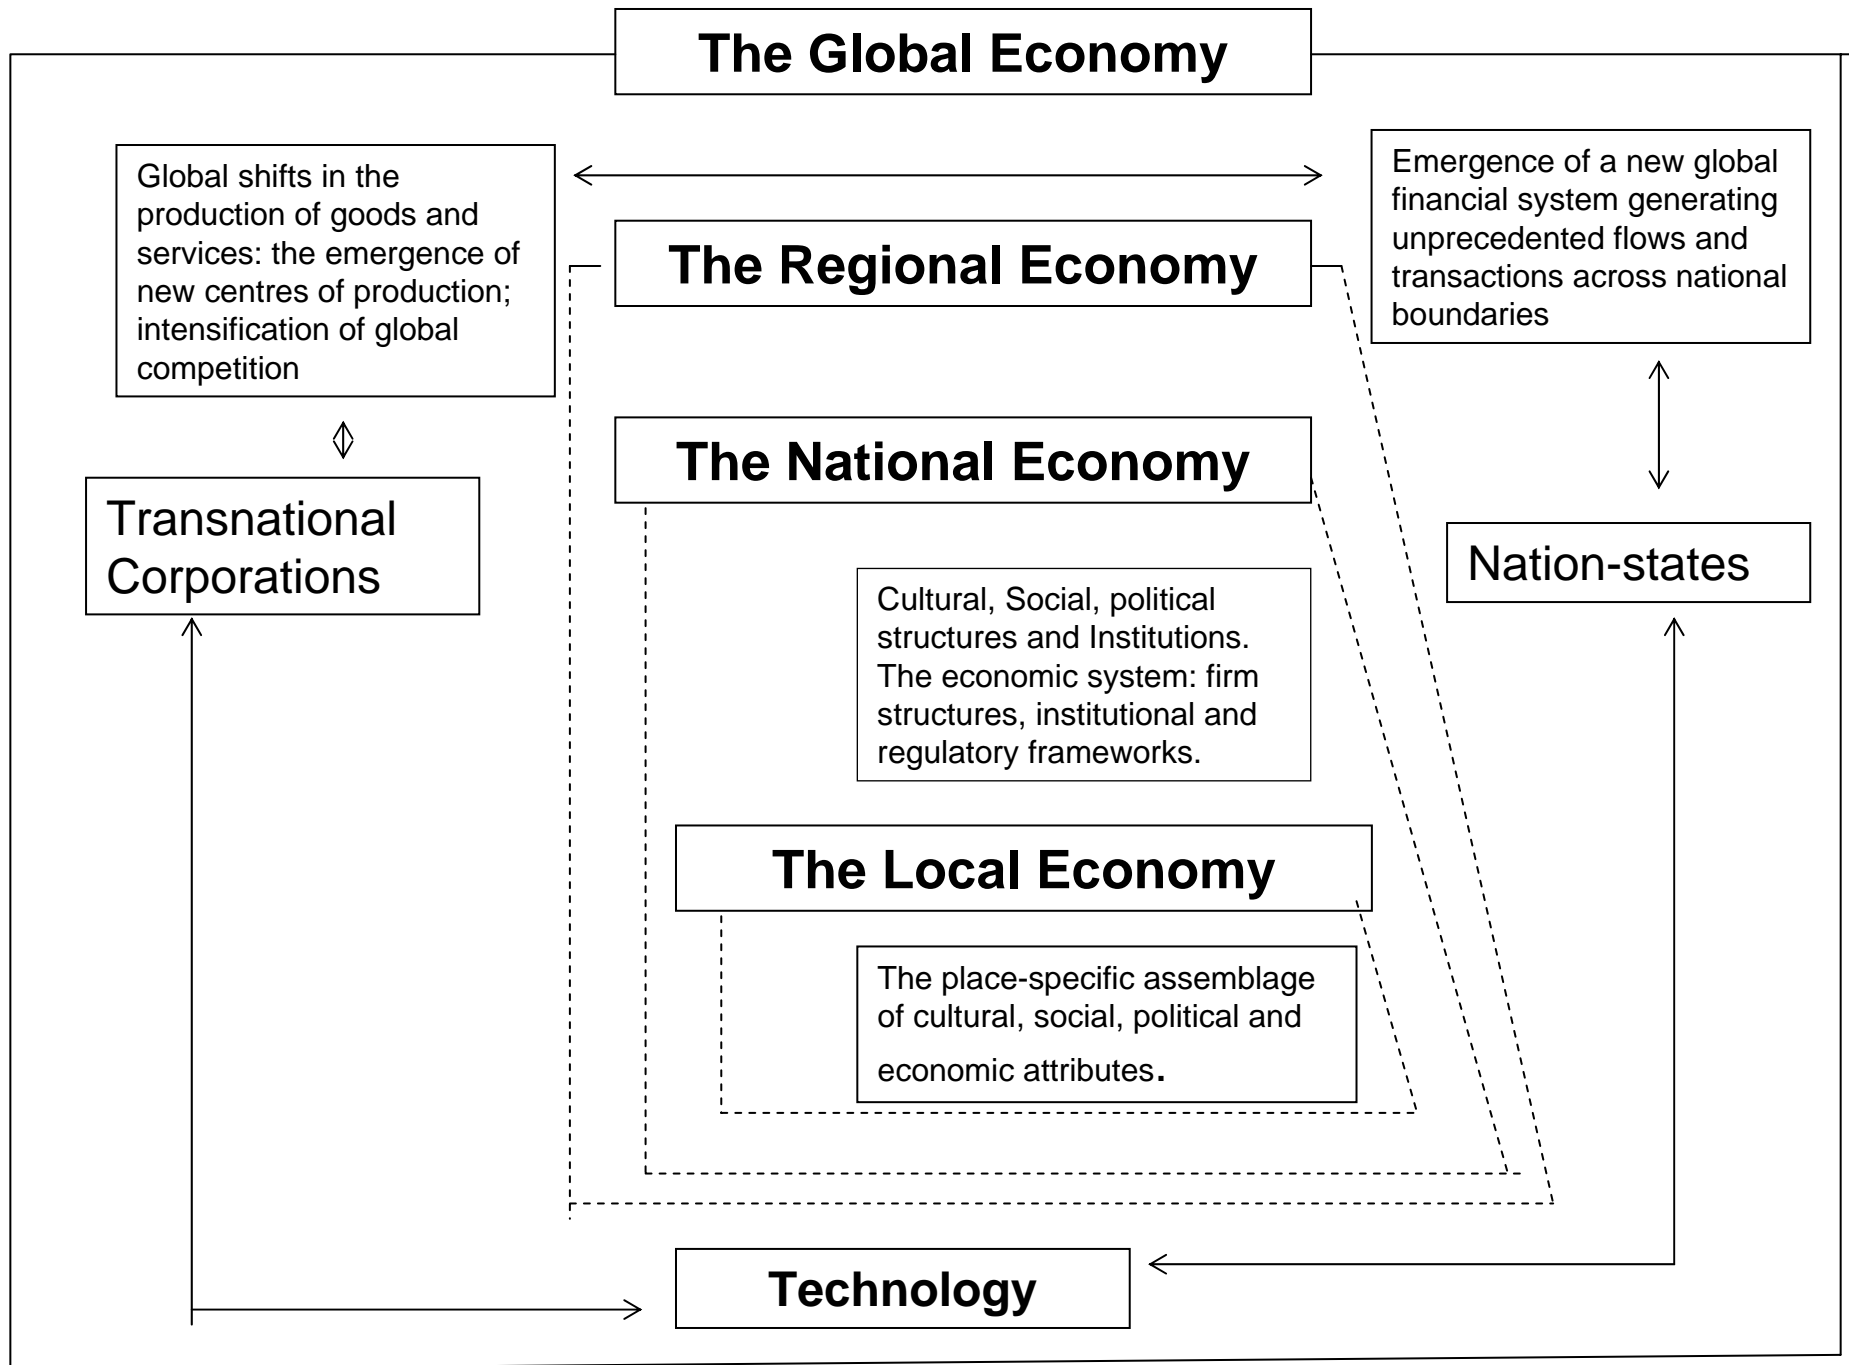 The Global Economy
Global shifts in the
production of goods and
services: the emergence of
new centres of production;
intensification of global
competition
Emergence of a new global
financial system generating
unprecedented flows and
transactions across national
boundaries
The Regional Economy
The National Economy
Transnational
Corporations
Nation-states
Cultural, Social, political
structures and Institutions.
The economic system: firm
structures, institutional and
regulatory frameworks.
The Local Economy
The place-specific assemblage
of cultural, social, political and
economic attributes.
Technology